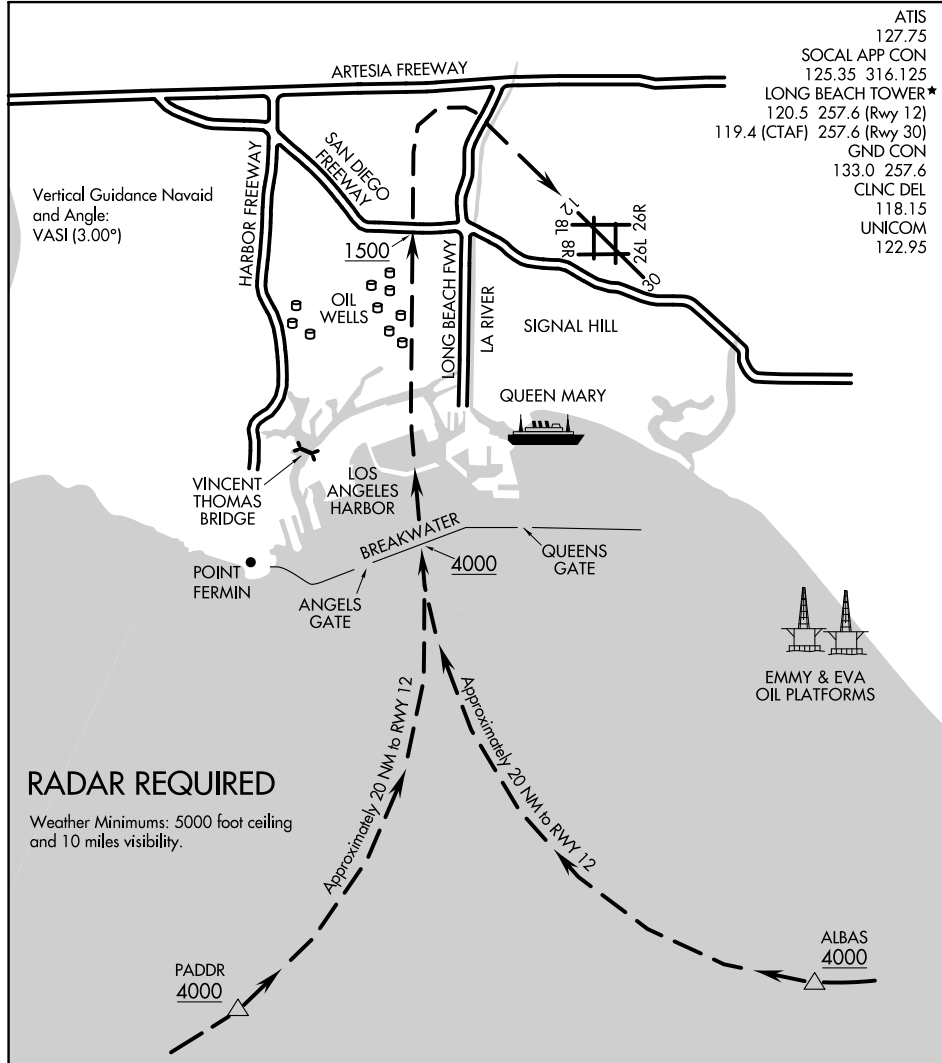 ATIS
127.75
SOCAL APP CON
125.35 316.125
LONG BEACH TOWER★
120.5 257.6 (Rwy 12)
119.4 (CTAF) 257.6 (Rwy 30)
GND CON
133.0 257.6
CLNC DEL
118.15
UNICOM
122.95
ARTESIA FREEWAY
SAN DIEGO
FREEWAY
HARBOR FREEWAY
Vertical Guidance Navaid
and Angle:
VASI (3.00°)
12
8L
26R
8R
26L
30
1500
OIL
WELLS
LONG BEACH FWY
LA RIVER
SIGNAL HILL
QUEEN MARY
VINCENT
THOMAS
BRIDGE
LOS
ANGELES
HARBOR
BREAKWATER
4000
QUEENS
GATE
POINT
FERMIN
ANGELS
GATE
EMMY & EVA
OIL PLATFORMS
Approximately 20 NM to RWY 12
Approximately 20 NM to RWY 12
RADAR REQUIRED
Weather Minimums: 5000 foot ceiling
and 10 miles visibility.
PADDR
4000
ALBAS
4000